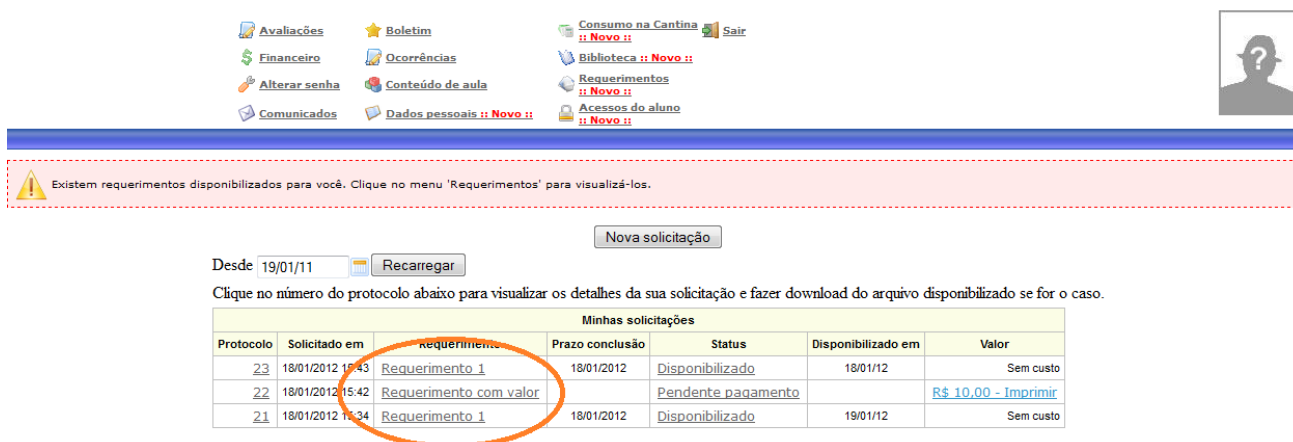 Avaliações Boletim Consumo na Cantina :: Novo :: Sair
Financeiro Ocorrências Biblioteca :: Novo ::
Alterar senha Conteúdo de aula Requerimentos :: Novo ::
Comunicados Dados pessoais :: Novo :: Acessos do aluno :: Novo ::
Existem requerimentos disponibilizados para você. Clique no menu 'Requerimentos' para visualizá-los.
Nova solicitação
Desde 19/01/11 Recarregar
Clique no número do protocolo abaixo para visualizar os detalhes da sua solicitação e fazer download do arquivo disponibilizado se for o caso.
Minhas solicitações
Protocolo Solicitado em Requerimento Prazo conclusão Status Disponibilizado em Valor
23 18/01/2012 15:43 Requerimento 1 18/01/2012 Disponibilizado 18/01/12 Sem custo
22 18/01/2012 15:42 Requerimento com valor Pendente pagamento R$ 10,00 - Imprimir
21 18/01/2012 15:34 Requerimento 1 18/01/2012 Disponibilizado 19/01/12 Sem custo